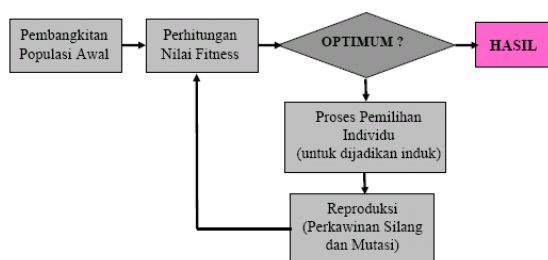 Pembangkitan
Populasi Awal
Perhitungan
Nilai Fitness
OPTIMUM ?
HASIL
Proses Pemilihan
Individu
(untuk dijadikan induk)
Reproduksi
(Perkawinan Silang
dan Mutasi)